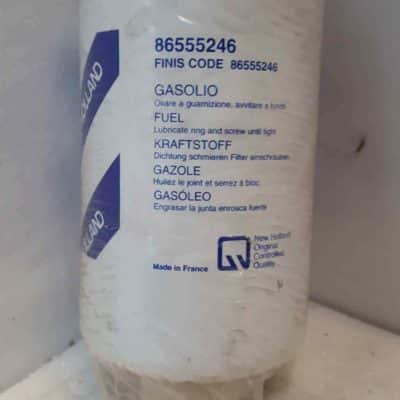 86555246
FINIS CODE 86555246
GASOLIO
Oliare a guarnizione, avvitare a fondo
FUEL
Lubricate ring and screw until tight
KRAFTSTOFF
Dichtung schmieren Filter einschrauben
GAZOLE
Huilez le joint et serrez à bloc
GASÓLEO
Engrasar la junta enrosca fuerte
New Holland
Original
Controlled
Quality
Made in France
HOLLAND
HOLLAND